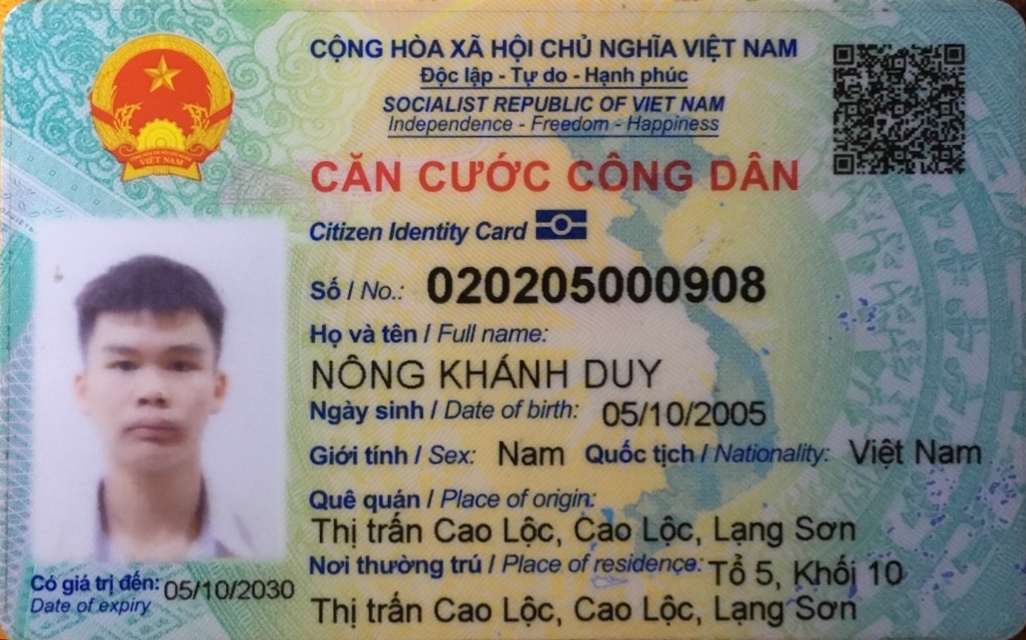 CỘNG HÒA XÃ HỘI CHỦ NGHĨA VIỆT NAM
Độc lập - Tự do - Hạnh phúc
SOCIALIST REPUBLIC OF VIET NAM
Independence - Freedom - Happiness
CĂN CƯỚC CÔNG DÂN
Citizen Identity Card
Số / No.: 020205000908
Họ và tên / Full name:
NÔNG KHÁNH DUY
Ngày sinh / Date of birth: 05/10/2005
Giới tính / Sex: Nam Quốc tịch / Nationality: Việt Nam
Quê quán / Place of origin:
Thị trấn Cao Lộc, Cao Lộc, Lạng Sơn
Nơi thường trú / Place of residence: Tổ 5, Khối 10
Thị trấn Cao Lộc, Cao Lộc, Lạng Sơn
Có giá trị đến: 05/10/2030
Date of expiry
VIỆT NAM